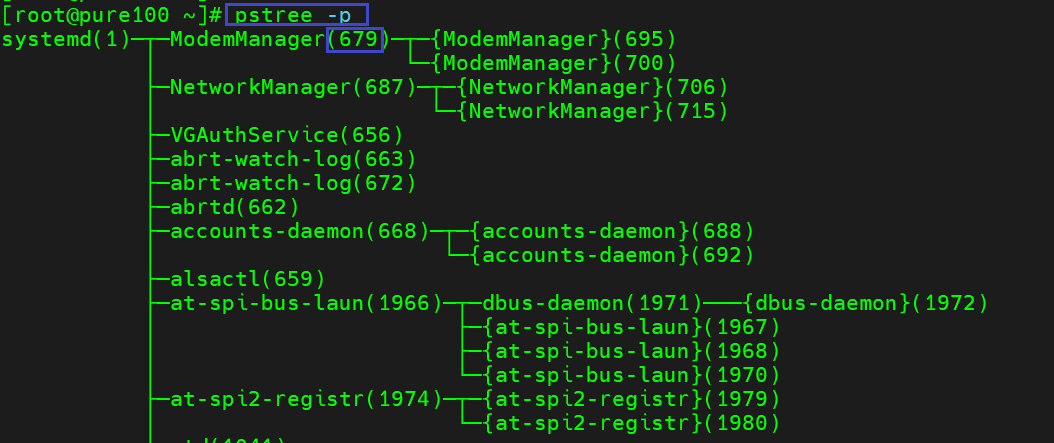 [root@pure100 ~]# pstree -p
systemd(1)─┬─ModemManager(679)─┬─{ModemManager}(695)
           │                   └─{ModemManager}(700)
           ├─NetworkManager(687)─┬─{NetworkManager}(706)
           │                     └─{NetworkManager}(715)
           ├─VGAuthService(656)
           ├─abrt-watch-log(663)
           ├─abrt-watch-log(672)
           ├─abrtd(662)
           ├─accounts-daemon(668)─┬─{accounts-daemon}(688)
           │                      └─{accounts-daemon}(692)
           ├─alsactl(659)
           ├─at-spi-bus-laun(1966)─┬─dbus-daemon(1971)───{dbus-daemon}(1972)
           │                       ├─{at-spi-bus-laun}(1967)
           │                       ├─{at-spi-bus-laun}(1968)
           │                       └─{at-spi-bus-laun}(1970)
           ├─at-spi2-registr(1974)─┬─{at-spi2-registr}(1979)
           │                       └─{at-spi2-registr}(1980)